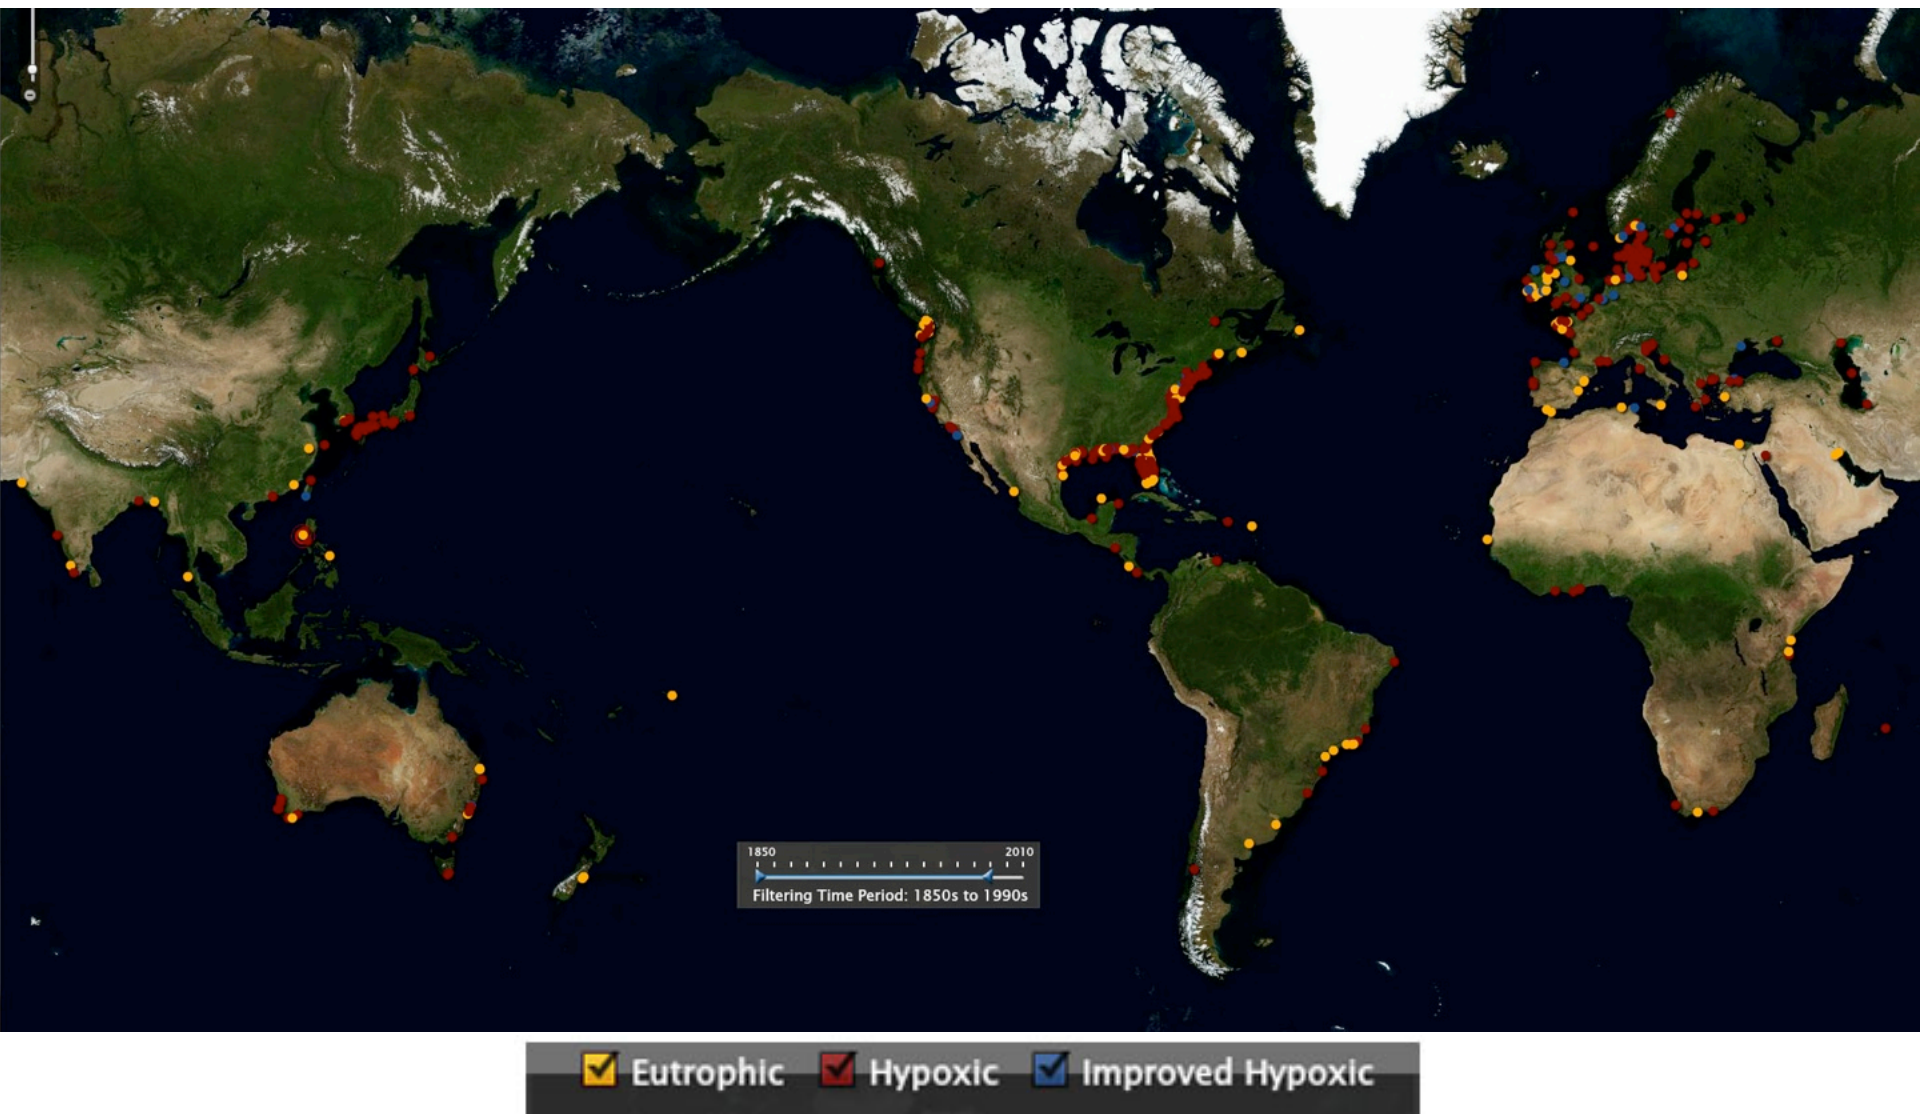 1850 2010
Filtering Time Period: 1850s to 1990s
Eutrophic Hypoxic Improved Hypoxic